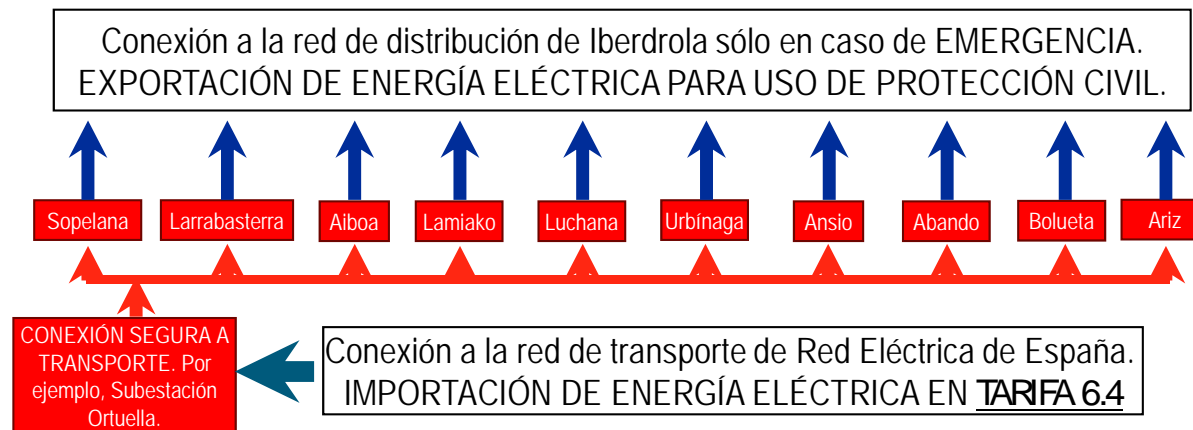 Conexión a la red de distribución de Iberdrola sólo en caso de EMERGENCIA.
EXPORTACIÓN DE ENERGÍA ELÉCTRICA PARA USO DE PROTECCIÓN CIVIL.
Sopelana
Larrabasterra
Aiboa
Lamiako
Luchana
Urbínaga
Ansio
Abando
Bolueta
Ariz
CONEXIÓN SEGURA A
TRANSPORTE. Por
ejemplo, Subestación
Ortuella.
Conexión a la red de transporte de Red Eléctrica de España.
IMPORTACIÓN DE ENERGÍA ELÉCTRICA EN TARIFA 6.4